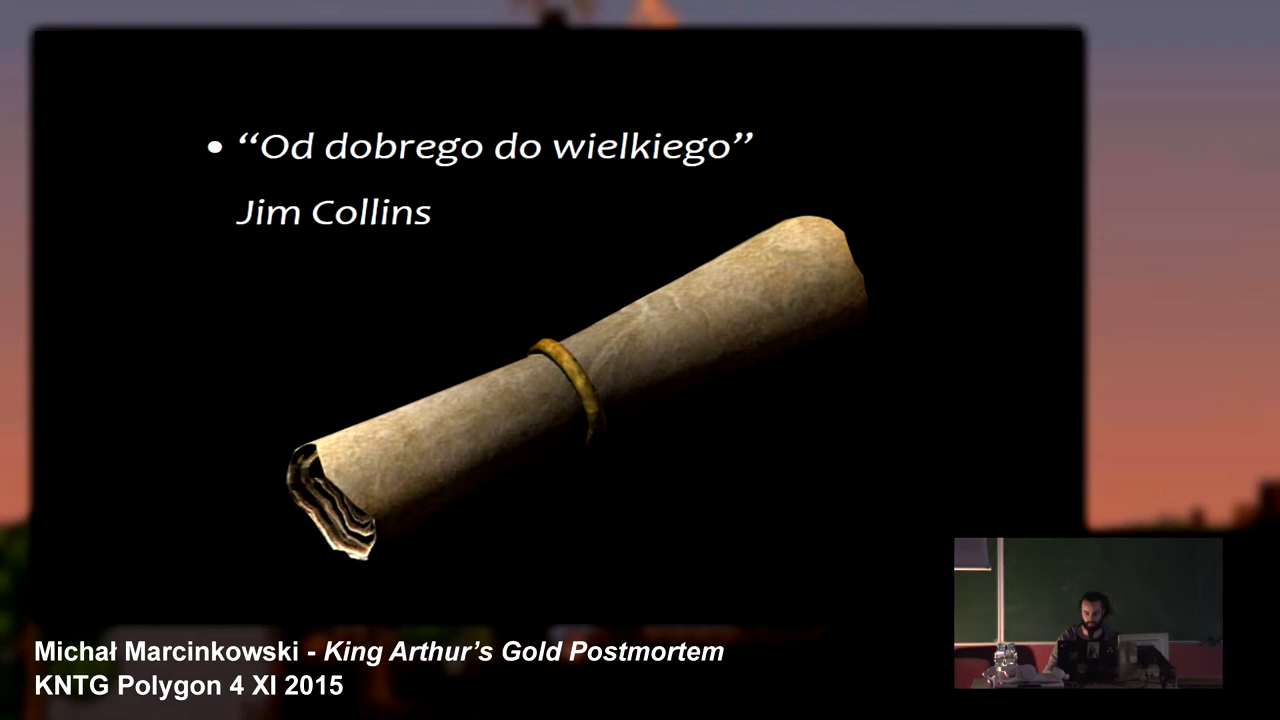 • “Od dobrego do wielkiego”
Jim Collins
Michał Marcinkowski - King Arthur’s Gold Postmortem
KNTG Polygon 4 XI 2015